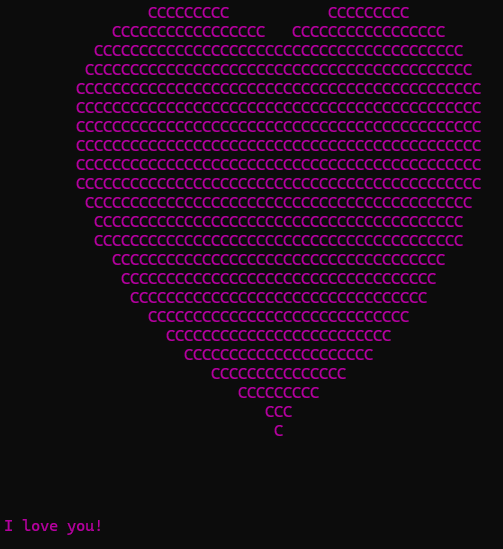 CCCCCCCCC           CCCCCCCCC
            CCCCCCCCCCCCCCCCC   CCCCCCCCCCCCCCCCC
          CCCCCCCCCCCCCCCCCCCCCCCCCCCCCCCCCCCCCCCCC
         CCCCCCCCCCCCCCCCCCCCCCCCCCCCCCCCCCCCCCCCCCC
        CCCCCCCCCCCCCCCCCCCCCCCCCCCCCCCCCCCCCCCCCCCCC
        CCCCCCCCCCCCCCCCCCCCCCCCCCCCCCCCCCCCCCCCCCCCC
        CCCCCCCCCCCCCCCCCCCCCCCCCCCCCCCCCCCCCCCCCCCCC
        CCCCCCCCCCCCCCCCCCCCCCCCCCCCCCCCCCCCCCCCCCCCC
        CCCCCCCCCCCCCCCCCCCCCCCCCCCCCCCCCCCCCCCCCCCCC
        CCCCCCCCCCCCCCCCCCCCCCCCCCCCCCCCCCCCCCCCCCCCC
         CCCCCCCCCCCCCCCCCCCCCCCCCCCCCCCCCCCCCCCCCCC
          CCCCCCCCCCCCCCCCCCCCCCCCCCCCCCCCCCCCCCCCC
          CCCCCCCCCCCCCCCCCCCCCCCCCCCCCCCCCCCCCCCCC
            CCCCCCCCCCCCCCCCCCCCCCCCCCCCCCCCCCCCC
             CCCCCCCCCCCCCCCCCCCCCCCCCCCCCCCCCCC
              CCCCCCCCCCCCCCCCCCCCCCCCCCCCCCCCC
                CCCCCCCCCCCCCCCCCCCCCCCCCCCCC
                  CCCCCCCCCCCCCCCCCCCCCCCCC
                    CCCCCCCCCCCCCCCCCCCCC
                       CCCCCCCCCCCCCCC
                          CCCCCCCCC
                             CCC
                              C
I love you!